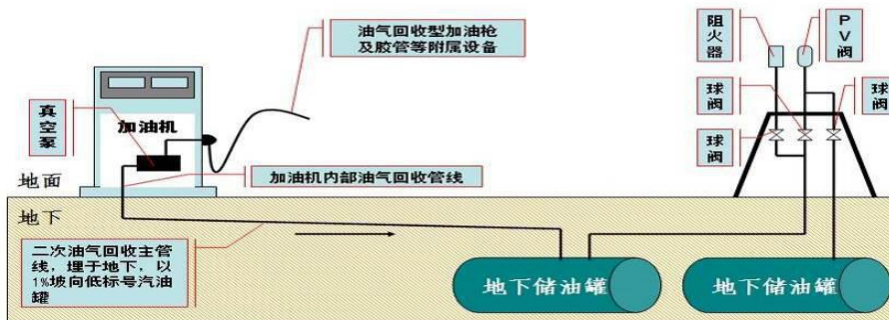 油气回收型加油枪
及胶管等附属设备
阻火器
PV阀
真空泵
加油机
球阀
球阀
球阀
加油机内部油气回收管线
地面
地下
二次油气回收主管
线，埋于地下，以
1%坡向低标号汽油
罐
地下储油罐
地下储油罐